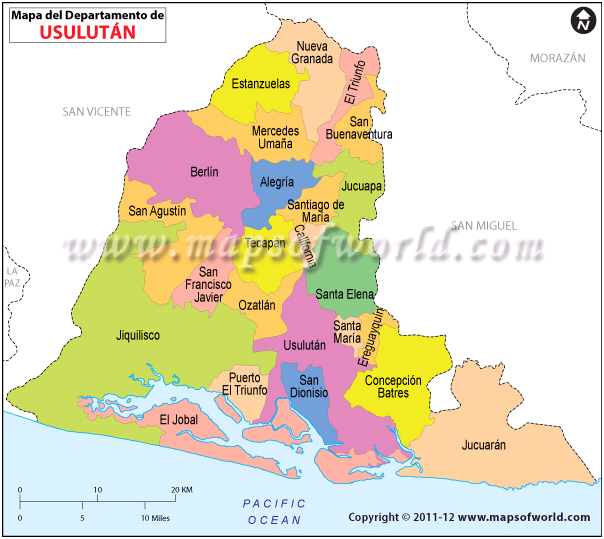 Mapa del Departamento de
USULUTÁN
N
MORAZÁN
SAN VICENTE
LA
PAZ
SAN MIGUEL
Nueva
Granada
El Triunfo
Estanzuelas
San
Buenaventura
Mercedes
Umaña
Berlín
Alegría
Jucuapa
San Agustín
Santiago de
María
California
Tecapán
www.mapsofworld.com
San
Francisco
Javier
Santa Elena
Ozatlán
Jiquilisco
Usulután
Santa
María
Ereguayquín
Puerto
El Triunfo
San
Dionisio
Concepción
Batres
El Jobal
Jucuarán
0 10 20 KM
0 5 10 Miles
PACIFIC
OCEAN
Copyright © 2011-12 www.mapsofworld.com